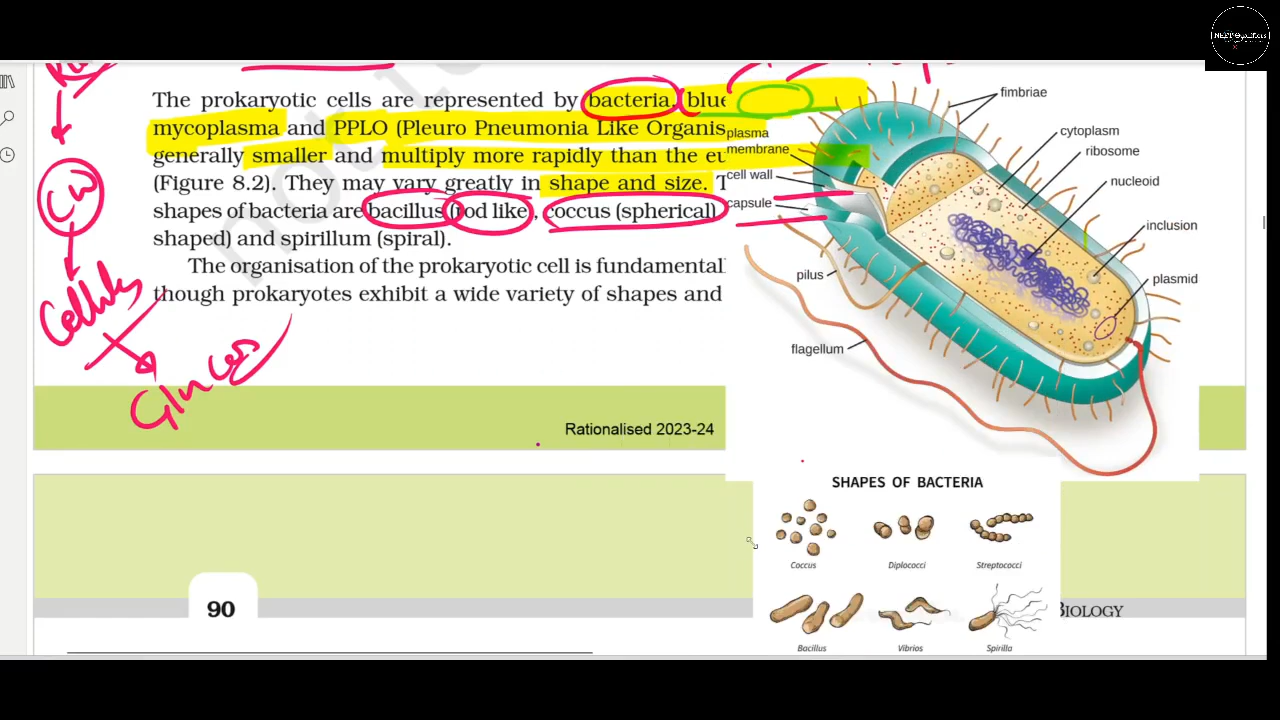 The prokaryotic cells are represented by bacteria, blue
mycoplasma and PPLO (Pleuro Pneumonia Like Organis
generally smaller and multiply more rapidly than the eu
(Figure 8.2). They may vary greatly in shape and size. T
shapes of bacteria are bacillus (rod like), coccus (spherical)
shaped) and spirillum (spiral).
The organisation of the prokaryotic cell is fundamental
though prokaryotes exhibit a wide variety of shapes and
CW
Glucos
Rationalised 2023-24
90
BIOLOGY
fimbriae
cytoplasm
ribosome
nucleoid
inclusion
plasmid
plasma
membrane
cell wall
capsule
pilus
flagellum
SHAPES OF BACTERIA
Coccus
Diplococci
Streptococci
Bacillus
Vibrios
Spirilla